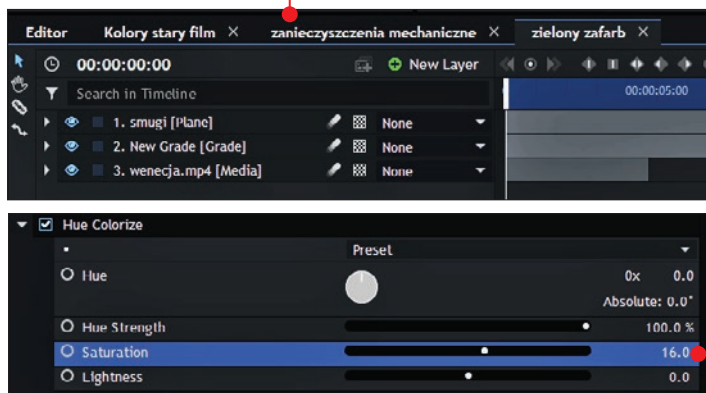 Editor Kolory stary film × zanieczyszczenia mechaniczne × zielony zafarb ×
00:00:00:00 New Layer
Search in Timeline 00:00:05:00
1. smugi [Plane] None
2. New Grade [Grade] None
3. wenecja.mp4 [Media] None
Hue Colorize
Preset
Hue 0x 0.0
Absolute: 0.0°
Hue Strength 100.0 %
Saturation 16.0
Lightness 0.0